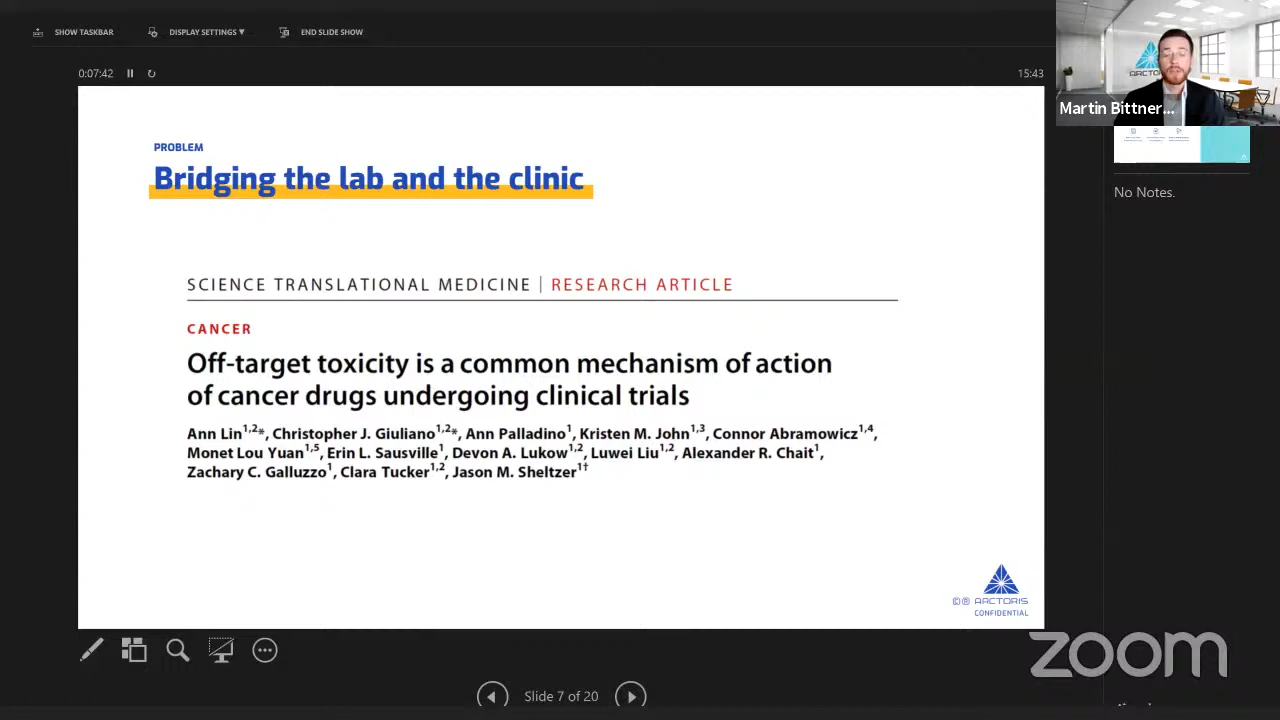 SHOW TASKBAR
DISPLAY SETTINGS ▼
END SLIDE SHOW
0:07:42
15:43
PROBLEM
Bridging the lab and the clinic
SCIENCE TRANSLATIONAL MEDICINE | RESEARCH ARTICLE
CANCER
Off-target toxicity is a common mechanism of action
of cancer drugs undergoing clinical trials
Ann Lin1,2*, Christopher J. Giuliano1,2*, Ann Palladino1, Kristen M. John1,3, Connor Abramowicz1,4,
Monet Lou Yuan1,5, Erin L. Sausville1, Devon A. Lukow1,2, Luwei Liu1,2, Alexander R. Chait1,
Zachary C. Galluzzo1, Clara Tucker1,2, Jason M. Sheltzer1†
ARCTORIS
CONFIDENTIAL
Slide 7 of 20
ARCTO
Martin Bittner...
No Notes.
zoom